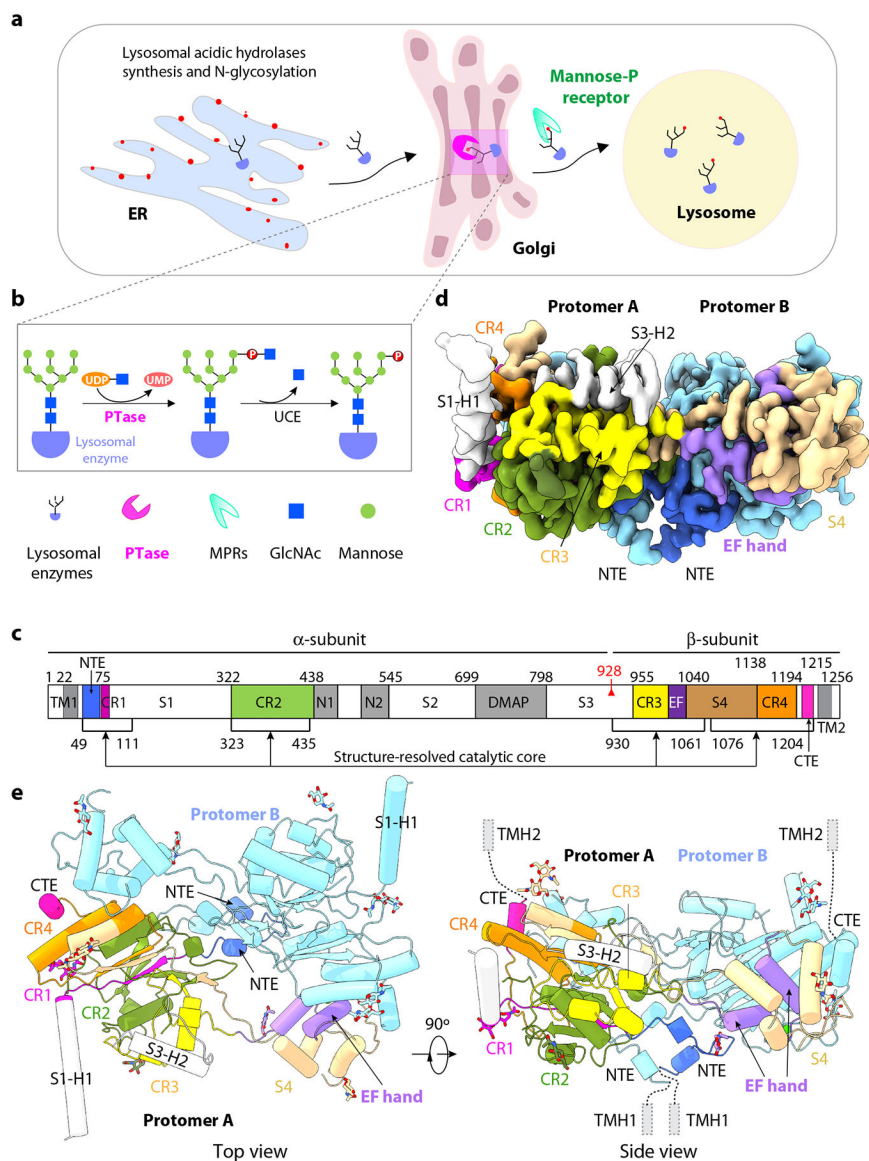 a
Lysosomal acidic hydrolases
synthesis and N-glycosylation
Mannose-P
receptor
ER
Golgi
Lysosome
b
UDP
UMP
P
P
PTase
UCE
Lysosomal
enzyme
Lysosomal
enzymes
PTase
MPRs
GlcNAc
Mannose
d
Protomer A
Protomer B
CR4
S3-H2
S1-H1
CR1
CR2
CR3
NTE
NTE
EF hand
S4
c
α-subunit
β-subunit
NTE
1 22
75
322
438
545
699
798
928
955
1040
1138
1194
1215
1256
TM1
CR1
S1
CR2
N1
N2
S2
DMAP
S3
CR3
EF
S4
CR4
TM2
49
111
323
435
930
1061
1076
1204
CTE
Structure-resolved catalytic core
e
Protomer B
S1-H1
CTE
NTE
CR4
NTE
CR1
CR2
S3-H2
CR3
S4
EF hand
S1-H1
Protomer A
Top view
90º
TMH2
TMH2
Protomer A
Protomer B
CTE
CR3
CTE
CR4
S3-H2
CR1
CR2
NTE
NTE
EF hand
S4
TMH1
TMH1
Side view